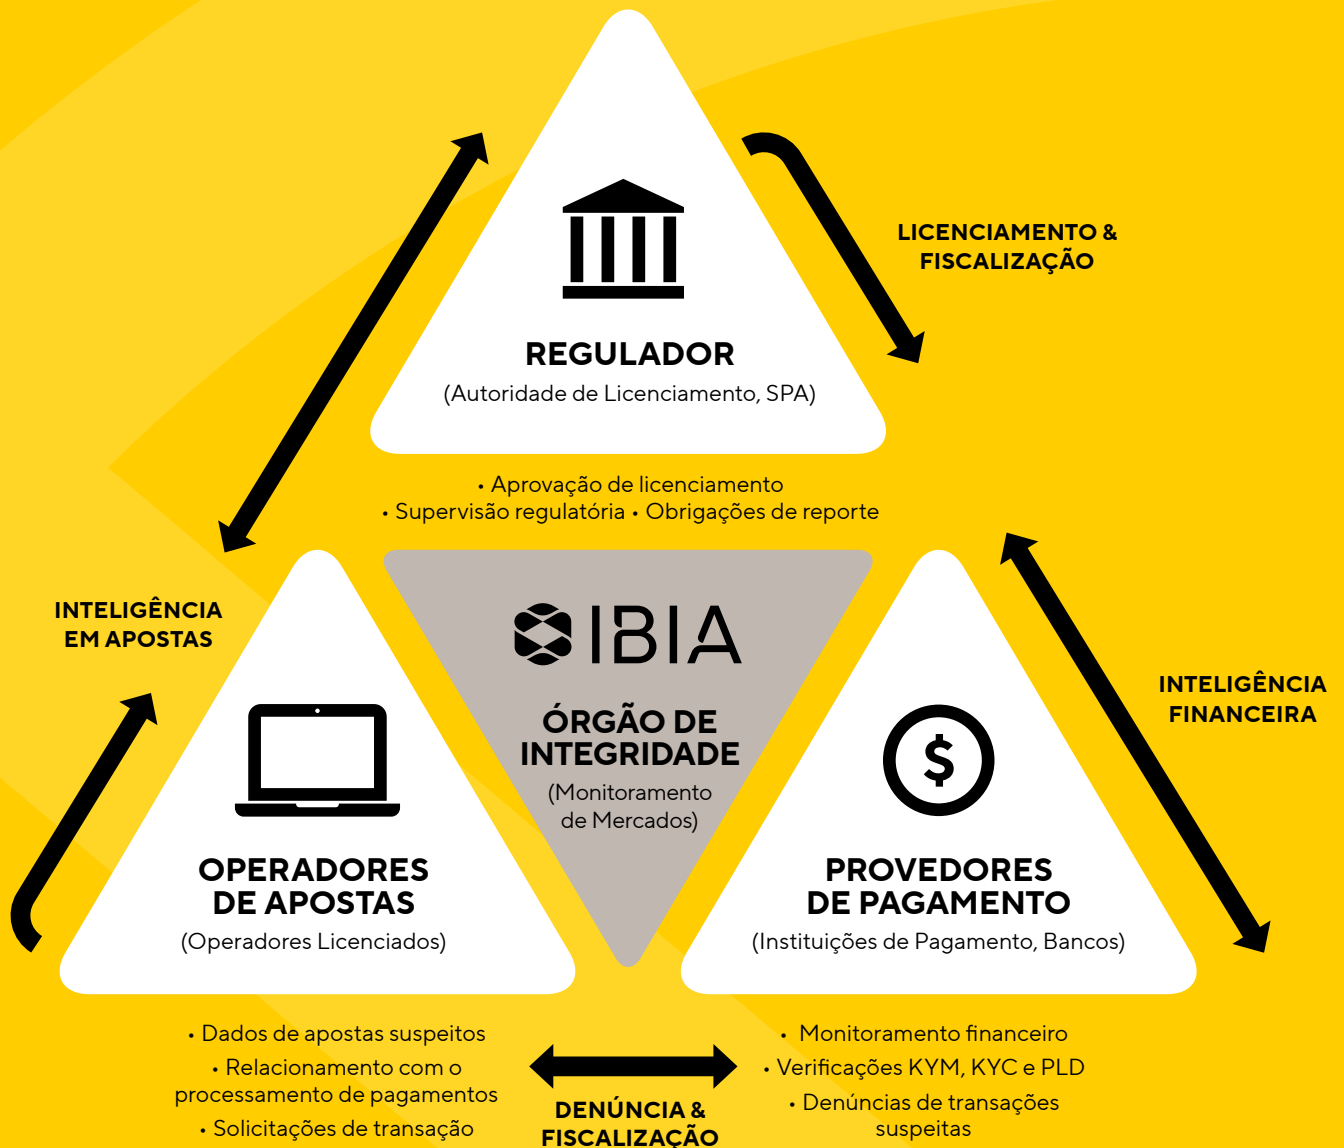 LICENCIAMENTO &
FISCALIZAÇÃO
REGULADOR
(Autoridade de Licenciamento, SPA)
• Aprovação de licenciamento
• Supervisão regulatória • Obrigações de reporte
INTELIGÊNCIA
EM APOSTAS
IBIA
ÓRGÃO DE
INTEGRIDADE
(Monitoramento
de Mercados)
INTELIGÊNCIA
FINANCEIRA
$
OPERADORES
DE APOSTAS
(Operadores Licenciados)
PROVEDORES
DE PAGAMENTO
(Instituições de Pagamento, Bancos)
• Dados de apostas suspeitos
• Relacionamento com o
processamento de pagamentos
• Solicitações de transação
DENÚNCIA &
FISCALIZAÇÃO
• Monitoramento financeiro
• Verificações KYM, KYC e PLD
• Denúncias de transações
suspeitas